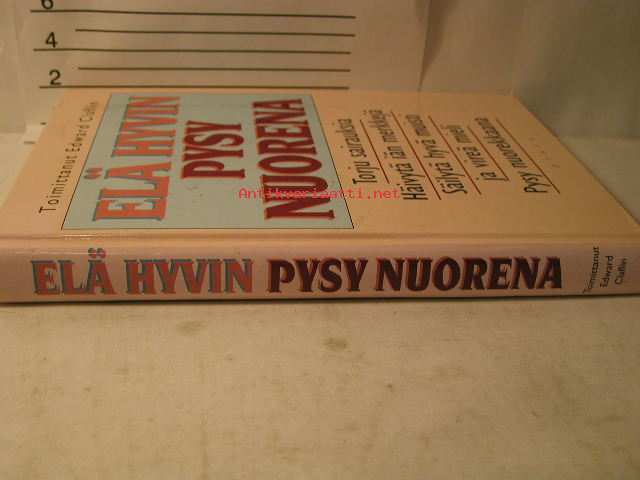 6
4
2
Toimittanut Edward Claflin
ELÄ HYVIN
PYSY
NUORENA
Torju sairauksia
Häivytä iän merkkejä
Säilytä hyvä muisti
ja vireä mieli
Pysy nuorekkaana
Antikvariaatti.net
ELÄ HYVIN PYSY NUORENA
Toimittanut
Edward
Claflin